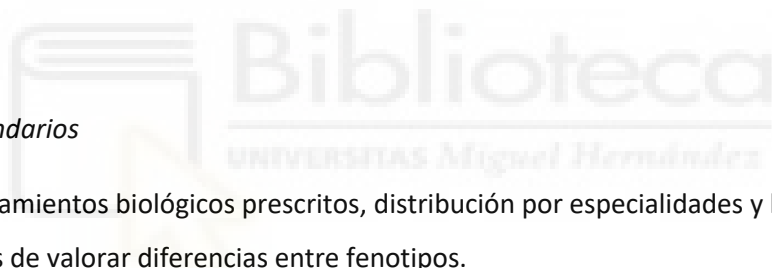 Biblioteca
UNIVERSITAS Miguel Hernández
ndarios
amientos biológicos prescritos, distribución por especialidades y
s de valorar diferencias entre fenotipos.